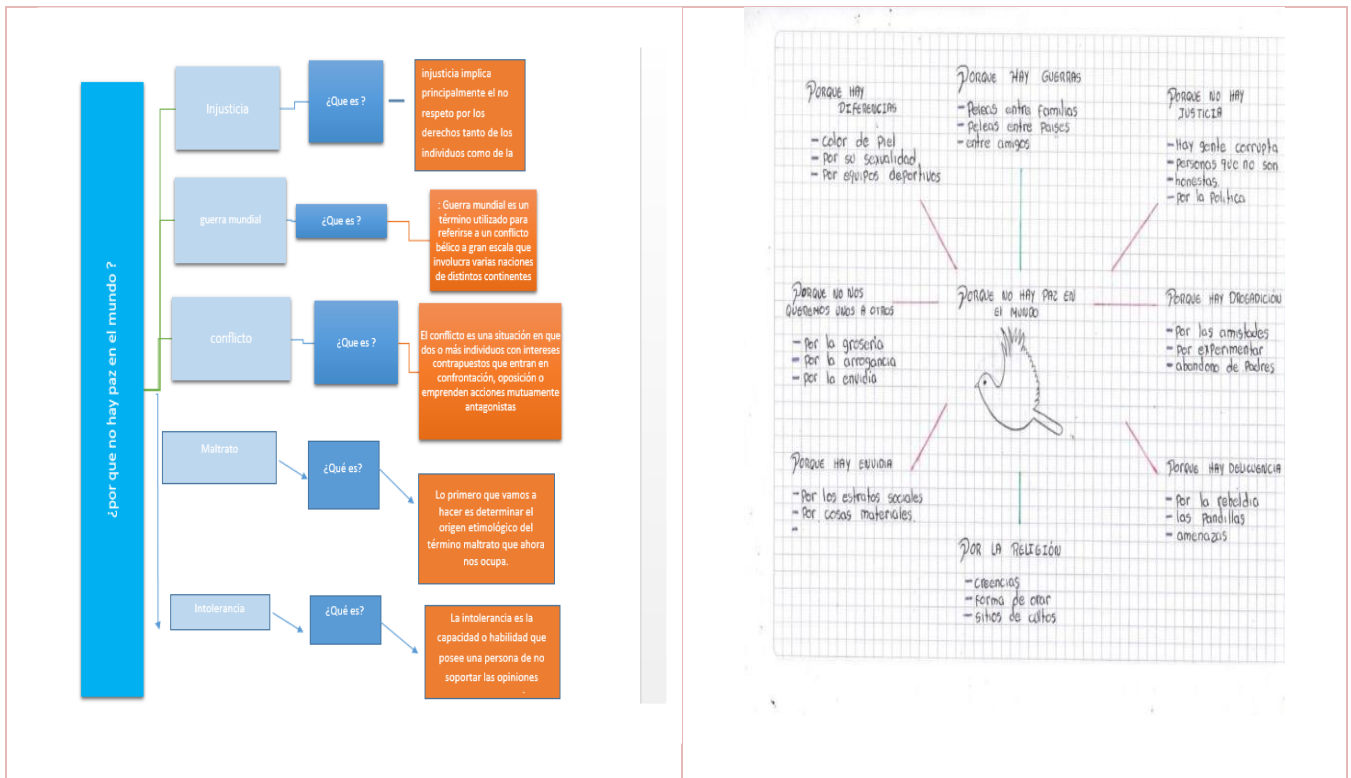 ¿por que no hay paz en el mundo ?
Injusticia
¿Que es ?
injusticia implica
principalmente el no
respeto por los
derechos tanto de los
individuos como de la
guerra mundial
¿Que es ?
: Guerra mundial es un
término utilizado para
referirse a un conflicto
bélico a gran escala que
involucra varias naciones
de distintos continentes
conflicto
¿Que es ?
El conflicto es una situación en que
dos o más individuos con intereses
contrapuestos que entran en
confrontación, oposición o
emprenden acciones mutuamente
antagonistas
Maltrato
¿Qué es?
Lo primero que vamos a
hacer es determinar el
origen etimológico del
término maltrato que ahora
nos ocupa.
Intolerancia
¿Qué es?
La intolerancia es la
capacidad o habilidad que
posee una persona de no
soportar las opiniones
PORQUE HAY
DIFERENCIAS
- color de Piel
- Por su sexualidad
- Por equipos deportivos
PORQUE HAY GUERRAS
- Peleas entre familias
- Peleas entre Paises
- entre amigos
PORQUE NO HAY
JUSTICIA
- Hay gente corrupta
- personas que no son
- honestas
- por la Politica
PORQUE NO NOS
QUEREMOS UNOS A OTROS
- Por la groseria
- Por la arrogancia
- Por la envidia
PORQUE NO HAY PAZ EN
El MUNDO
PORQUE HAY DROGADICIÓN
- Por las amistades
- Por experimentar
- abandono de Padres
PORQUE HAY ENVIDIA
- Por los estratos sociales
- Por cosas materiales
-
PORQUE HAY DELICUENCIA
- Por la rebeldia
- las Pandillas
- amenazas
POR LA RELIGIÓN
- creencias
- forma de orar
- sitios de cultos